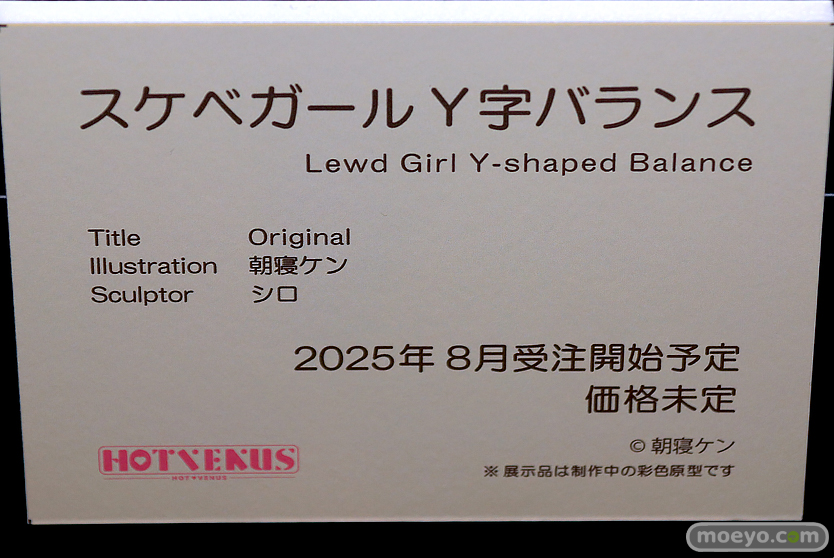 スケベガール Y字バランス
Lewd Girl Y-shaped Balance
Title Original
Illustration 朝寝ケン
Sculptor シロ
2025年 8月受注開始予定
価格未定
© 朝寝ケン
※ 展示品は制作中の彩色原型です
HOTVENUS
HOT♥VENUS
moeyo.com